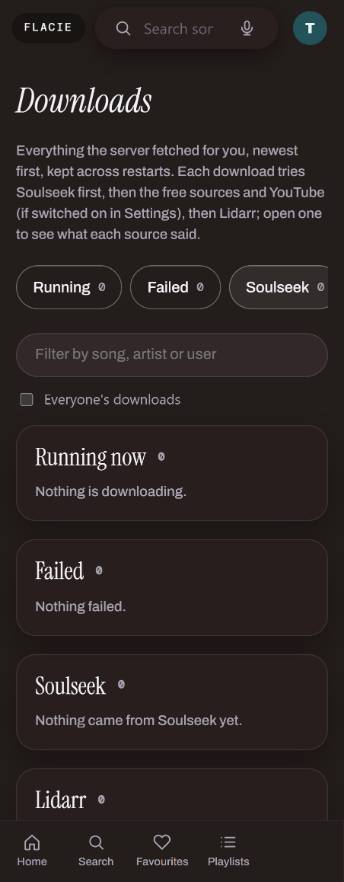 FLACIE
Search sor
T
Downloads
Everything the server fetched for you, newest
first, kept across restarts. Each download tries
Soulseek first, then the free sources and YouTube
(if switched on in Settings), then Lidarr; open one
to see what each source said.
Running 0
Failed 0
Soulseek 0
Filter by song, artist or user
Everyone's downloads
Running now 0
Nothing is downloading.
Failed 0
Nothing failed.
Soulseek 0
Nothing came from Soulseek yet.
Lidarr 0
Home
Search
Favourites
Playlists